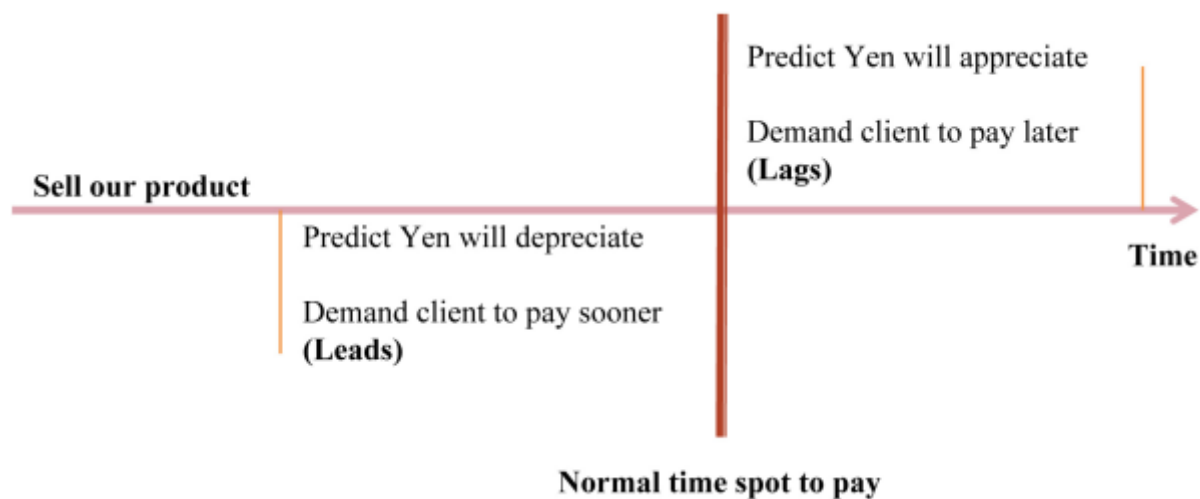 Predict Yen will appreciate
Demand client to pay later
(Lags)
Sell our product
Predict Yen will depreciate
Time
Demand client to pay sooner
(Leads)
Normal time spot to pay